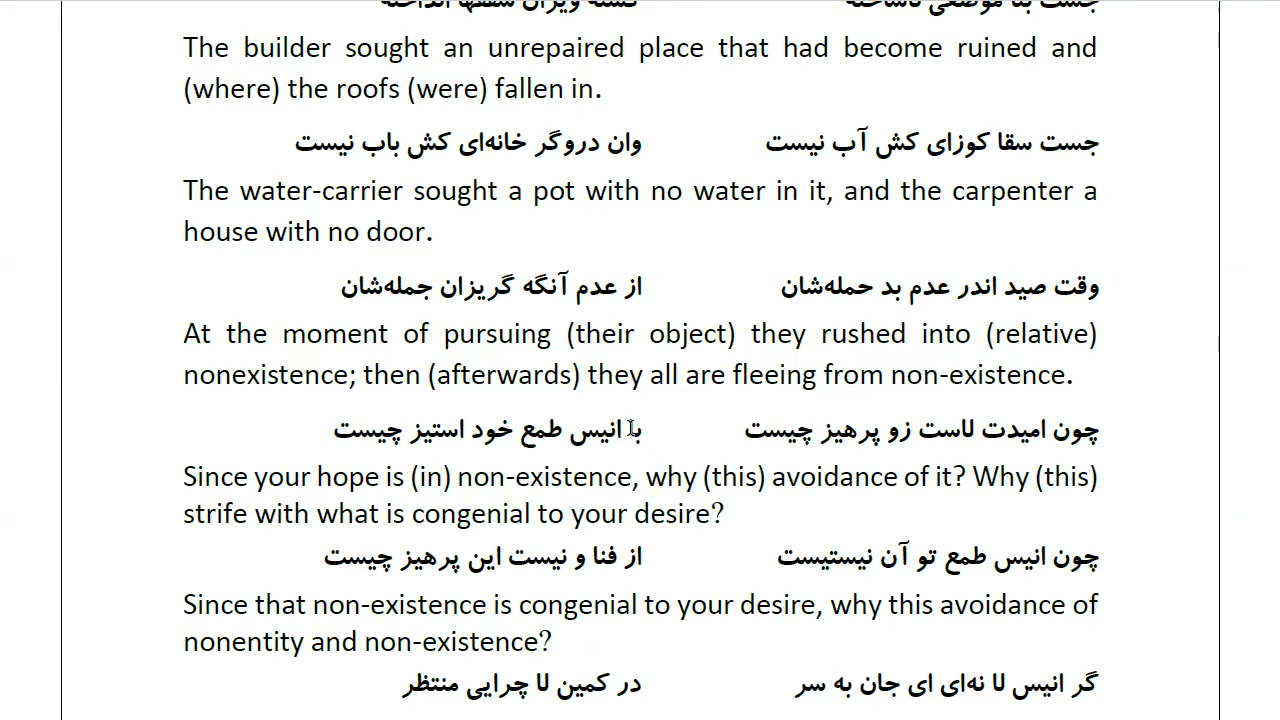 جست بنا موضعی ناساخته گشته ویران سقفها انداخته
The builder sought an unrepaired place that had become ruined and
(where) the roofs (were) fallen in.
جست سقا کوزای کش آب نیست وان دروگر خانه‌ای کش باب نیست
The water-carrier sought a pot with no water in it, and the carpenter a
house with no door.
وقت صید اندر عدم بد حمله‌شان از عدم آنگه گریزان جمله‌شان
At the moment of pursuing (their object) they rushed into (relative)
nonexistence; then (afterwards) they all are fleeing from non-existence.
چون امیدت لاست زو پرهیز چیست با انیس طمع خود استیز چیست
Since your hope is (in) non-existence, why (this) avoidance of it? Why (this)
strife with what is congenial to your desire?
چون انیس طمع تو آن نیستیست از فنا و نیست این پرهیز چیست
Since that non-existence is congenial to your desire, why this avoidance of
nonentity and non-existence?
گر انیس لا نه‌ای ای جان به سر در کمین لا چرایی منتظر